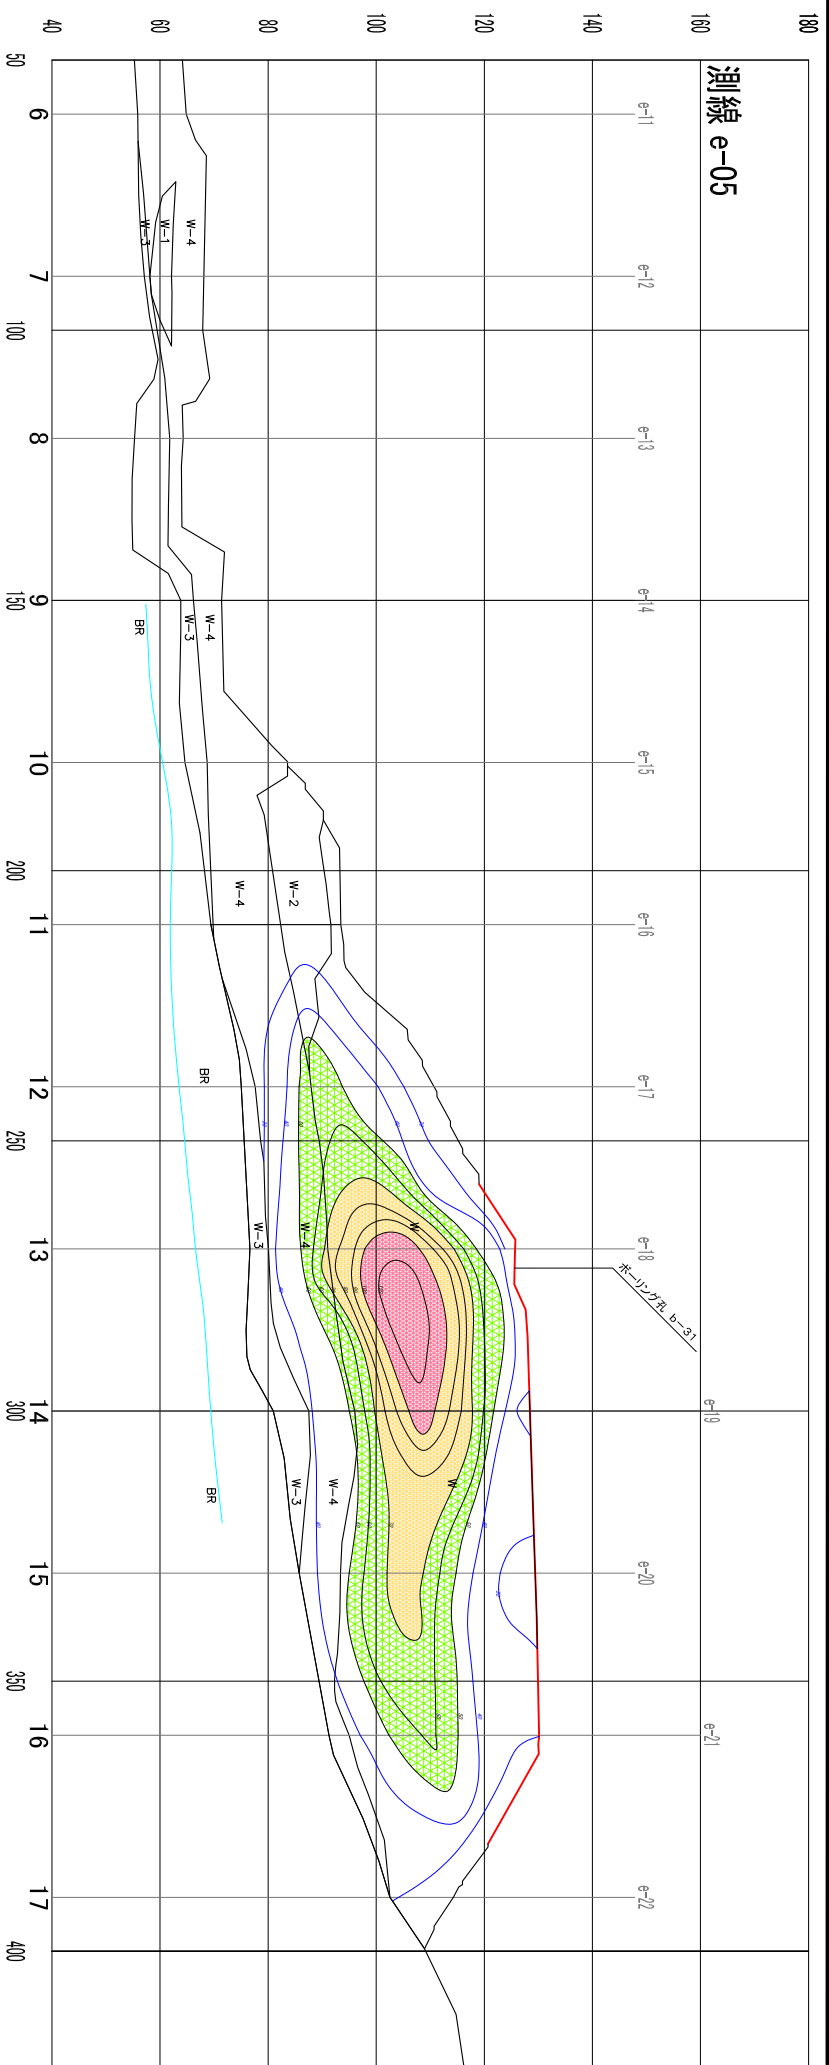 測線 e-05
180
160
140
120
100
80
60
40
e-11
e-12
e-13
e-14
e-15
e-16
e-17
e-18
e-19
e-20
e-21
e-22
ボーリング孔 b-31
W-4
W-1
W-3
W-4
W-3
BR
W-2
W-4
BR
W
W-4
W-3
W
W-4
W-3
BR
6
7
8
9
10
11
12
13
14
15
16
17
50
100
150
200
250
300
350
400